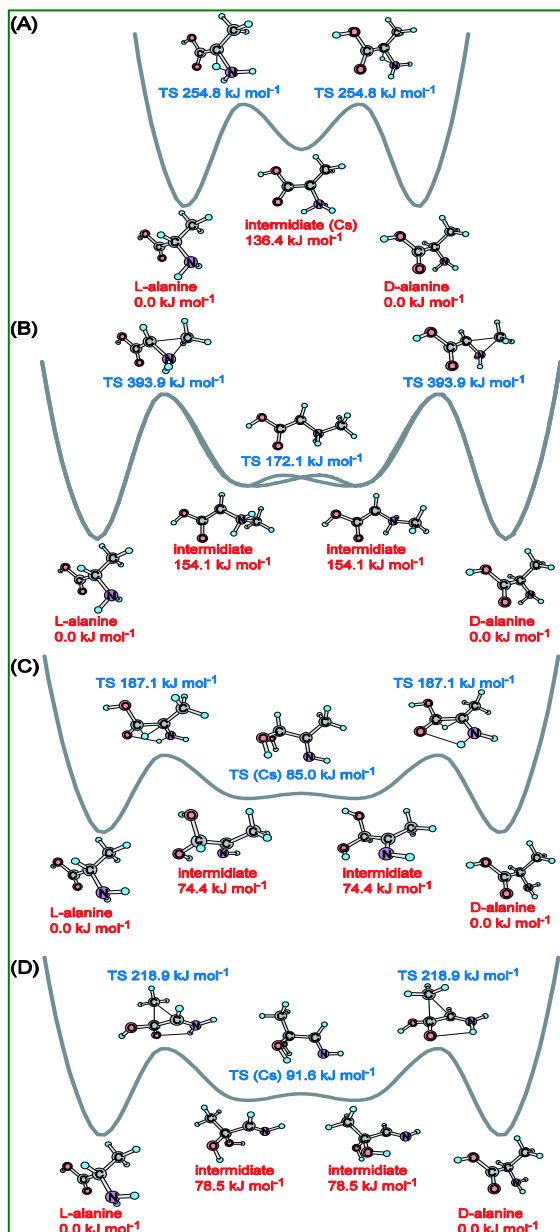 (A)
TS 254.8 kJ mol⁻¹ TS 254.8 kJ mol⁻¹
intermidiate (Cs)
136.4 kJ mol⁻¹
L-alanine D-alanine
0.0 kJ mol⁻¹ 0.0 kJ mol⁻¹
(B)
TS 393.9 kJ mol⁻¹ TS 393.9 kJ mol⁻¹
TS 172.1 kJ mol⁻¹
intermidiate intermidiate
154.1 kJ mol⁻¹ 154.1 kJ mol⁻¹
L-alanine D-alanine
0.0 kJ mol⁻¹ 0.0 kJ mol⁻¹
(C)
TS 187.1 kJ mol⁻¹ TS 187.1 kJ mol⁻¹
TS (Cs) 85.0 kJ mol⁻¹
intermidiate intermidiate
74.4 kJ mol⁻¹ 74.4 kJ mol⁻¹
L-alanine D-alanine
0.0 kJ mol⁻¹ 0.0 kJ mol⁻¹
(D)
TS 218.9 kJ mol⁻¹ TS 218.9 kJ mol⁻¹
TS (Cs) 91.6 kJ mol⁻¹
intermidiate intermidiate
78.5 kJ mol⁻¹ 78.5 kJ mol⁻¹
L-alanine D-alanine
0.0 kJ mol⁻¹ 0.0 kJ mol⁻¹